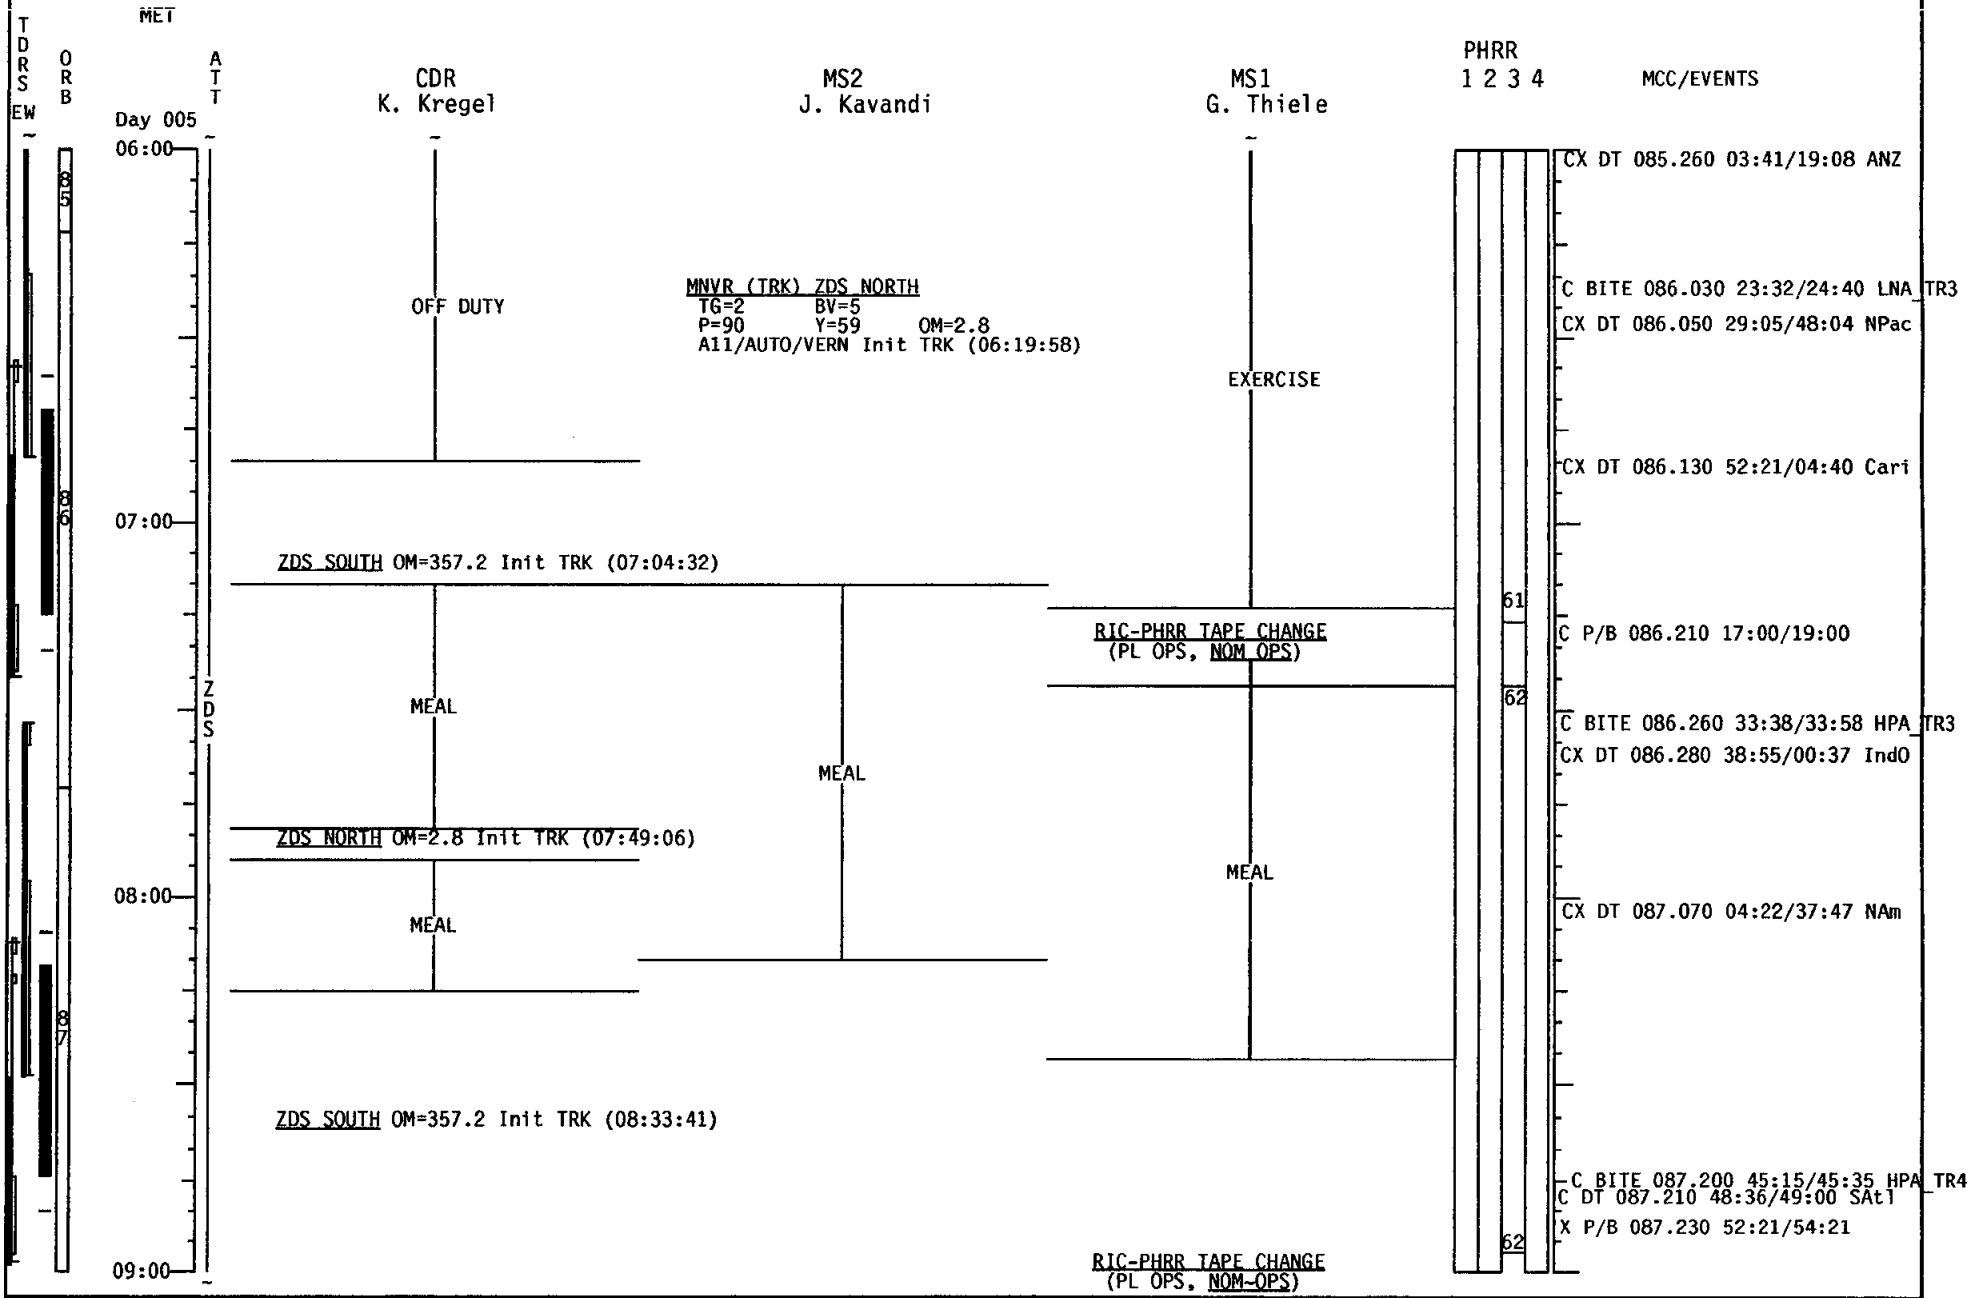 MET
TDRS
EW
ORB
ATT
Day 005
CDR
K. Kregel
MS2
J. Kavandi
MS1
G. Thiele
PHRR
1 2 3 4
MCC/EVENTS
06:00
85
CX DT 085.260 03:41/19:08 ANZ
OFF DUTY
MNVR (TRK) ZDS NORTH
TG=2 BV=5
P=90 Y=59 OM=2.8
All/AUTO/VERN Init TRK (06:19:58)
C BITE 086.030 23:32/24:40 LNA_TR3
CX DT 086.050 29:05/48:04 NPac
EXERCISE
CX DT 086.130 52:21/04:40 Cari
86
07:00
ZDS SOUTH OM=357.2 Init TRK (07:04:32)
61
RIC-PHRR TAPE CHANGE
(PL OPS, NOM OPS)
C P/B 086.210 17:00/19:00
ZDS
MEAL
62
C BITE 086.260 33:38/33:58 HPA_TR3
CX DT 086.280 38:55/00:37 IndO
MEAL
ZDS NORTH OM=2.8 Init TRK (07:49:06)
MEAL
08:00
MEAL
CX DT 087.070 04:22/37:47 NAm
87
ZDS SOUTH OM=357.2 Init TRK (08:33:41)
C BITE 087.200 45:15/45:35 HPA_TR4
C DT 087.210 48:36/49:00 SAtl
X P/B 087.230 52:21/54:21
62
09:00
RIC-PHRR TAPE CHANGE
(PL OPS, NOM~OPS)